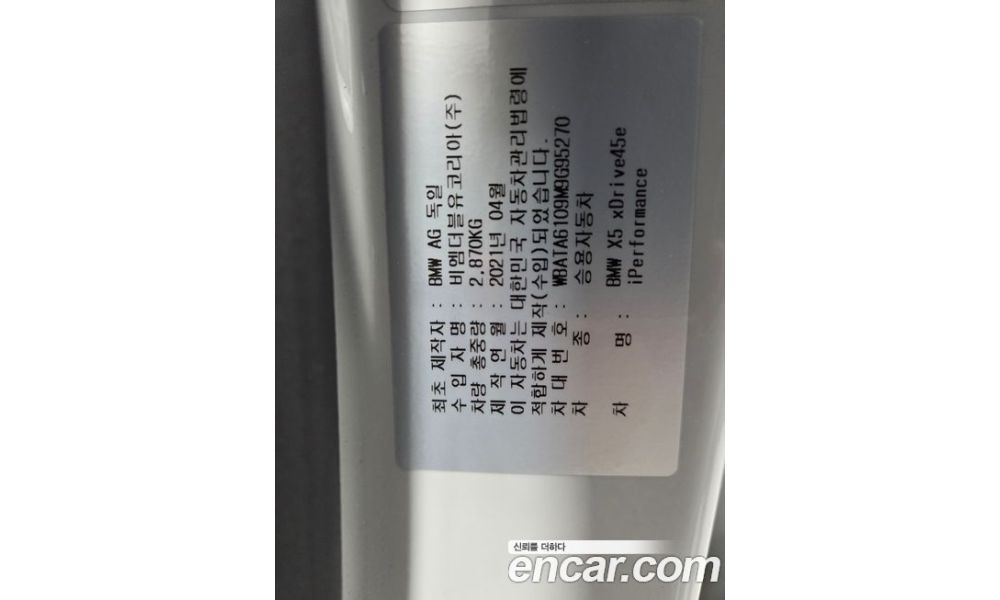 최초 제작자 : BMW AG 독일
수 입 자 명 : 비엠더블유코리아(주)
차량 총중량 : 2,870KG
제 작 연 월 : 2021년 04월
이 자동차는 대한민국 자동차관리법령에
적합하게 제작(수입)되었습니다.
차 대 번 호 : WBATA6109M9G95270
차 종 : 승용자동차
차 명 : BMW X5 xDrive45e
iPerformance
신뢰를 더하다
encar.com